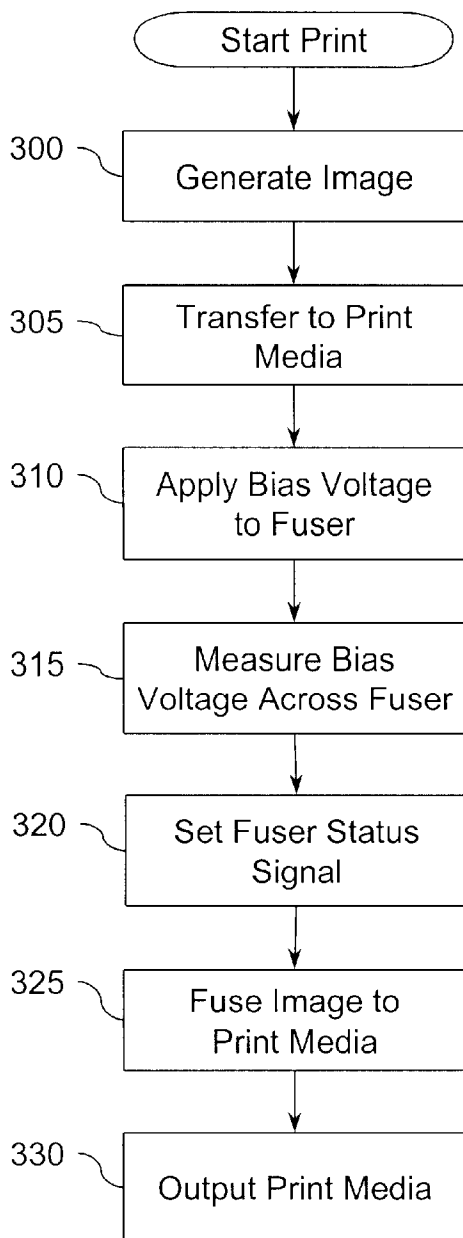 Start Print
300
Generate Image
305
Transfer to Print
Media
310
Apply Bias Voltage
to Fuser
315
Measure Bias
Voltage Across Fuser
320
Set Fuser Status
Signal
325
Fuse Image to
Print Media
330
Output Print Media